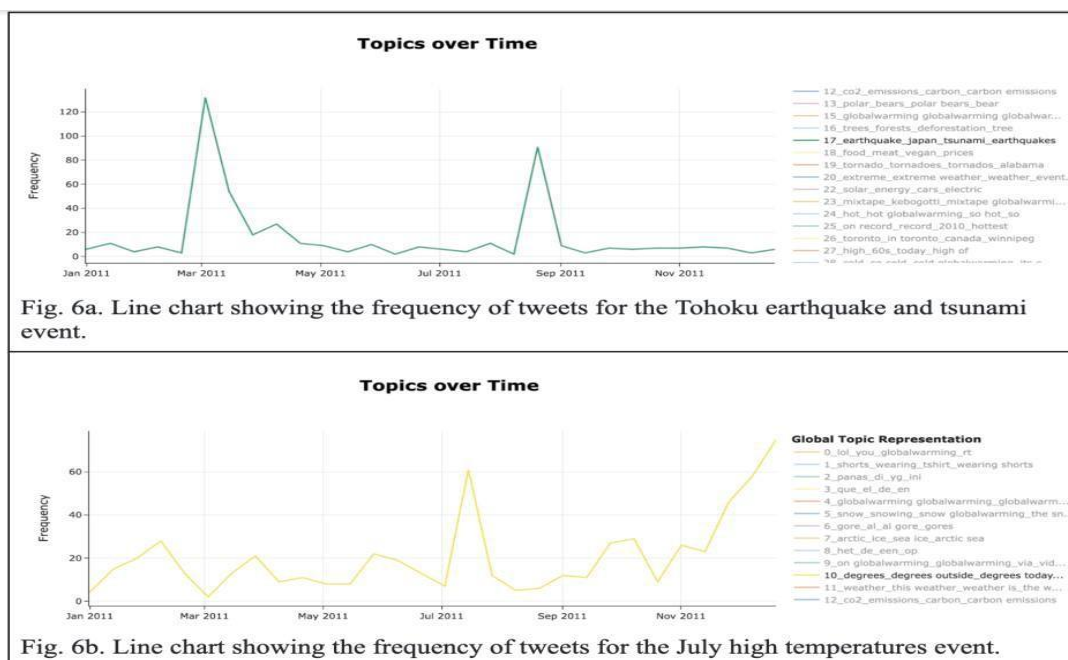 Topics over Time
120
100
80
60
40
20
0
Frequency
Jan 2011
Mar 2011
May 2011
Jul 2011
Sep 2011
Nov 2011
12_co2_emissions_carbon_carbon emissions
13_polar_bears_polar bears_bear
15_globalwarming globalwarming globalwar...
16_trees_forests_deforestation_tree
17_earthquake_japan_tsunami_earthquakes
18_food_meat_vegan_prices
19_tornado_tornadoes_tornados_alabama
20_extreme_extreme weather_weather_event...
22_solar_energy_cars_electric
23_mixtape_kebogotti_mixtape globalwarmi...
24_hot_hot globalwarming_so hot_so
25_on record_record_2010_hottest
26_toronto_in toronto_canada_winnipeg
27_high_60s_today_high of
Fig. 6a. Line chart showing the frequency of tweets for the Tohoku earthquake and tsunami
event.
Topics over Time
60
40
20
0
Frequency
Jan 2011
Mar 2011
May 2011
Jul 2011
Sep 2011
Nov 2011
Global Topic Representation
0_lol_you_globalwarming_rt
1_shorts_wearing_tshirt_wearing shorts
2_panas_di_yg_ini
3_que_el_de_en
4_globalwarming globalwarming_globalwarm...
5_snow_snowing_snow globalwarming_the sn...
6_gore_al_al gore_gores
7_arctic_ice_sea ice_arctic sea
8_het_de_een_op
9_on globalwarming_globalwarming_via_vid...
10_degrees_degrees outside_degrees today...
11_weather_this weather_weather is_the w...
12_co2_emissions_carbon_carbon emissions
Fig. 6b. Line chart showing the frequency of tweets for the July high temperatures event.